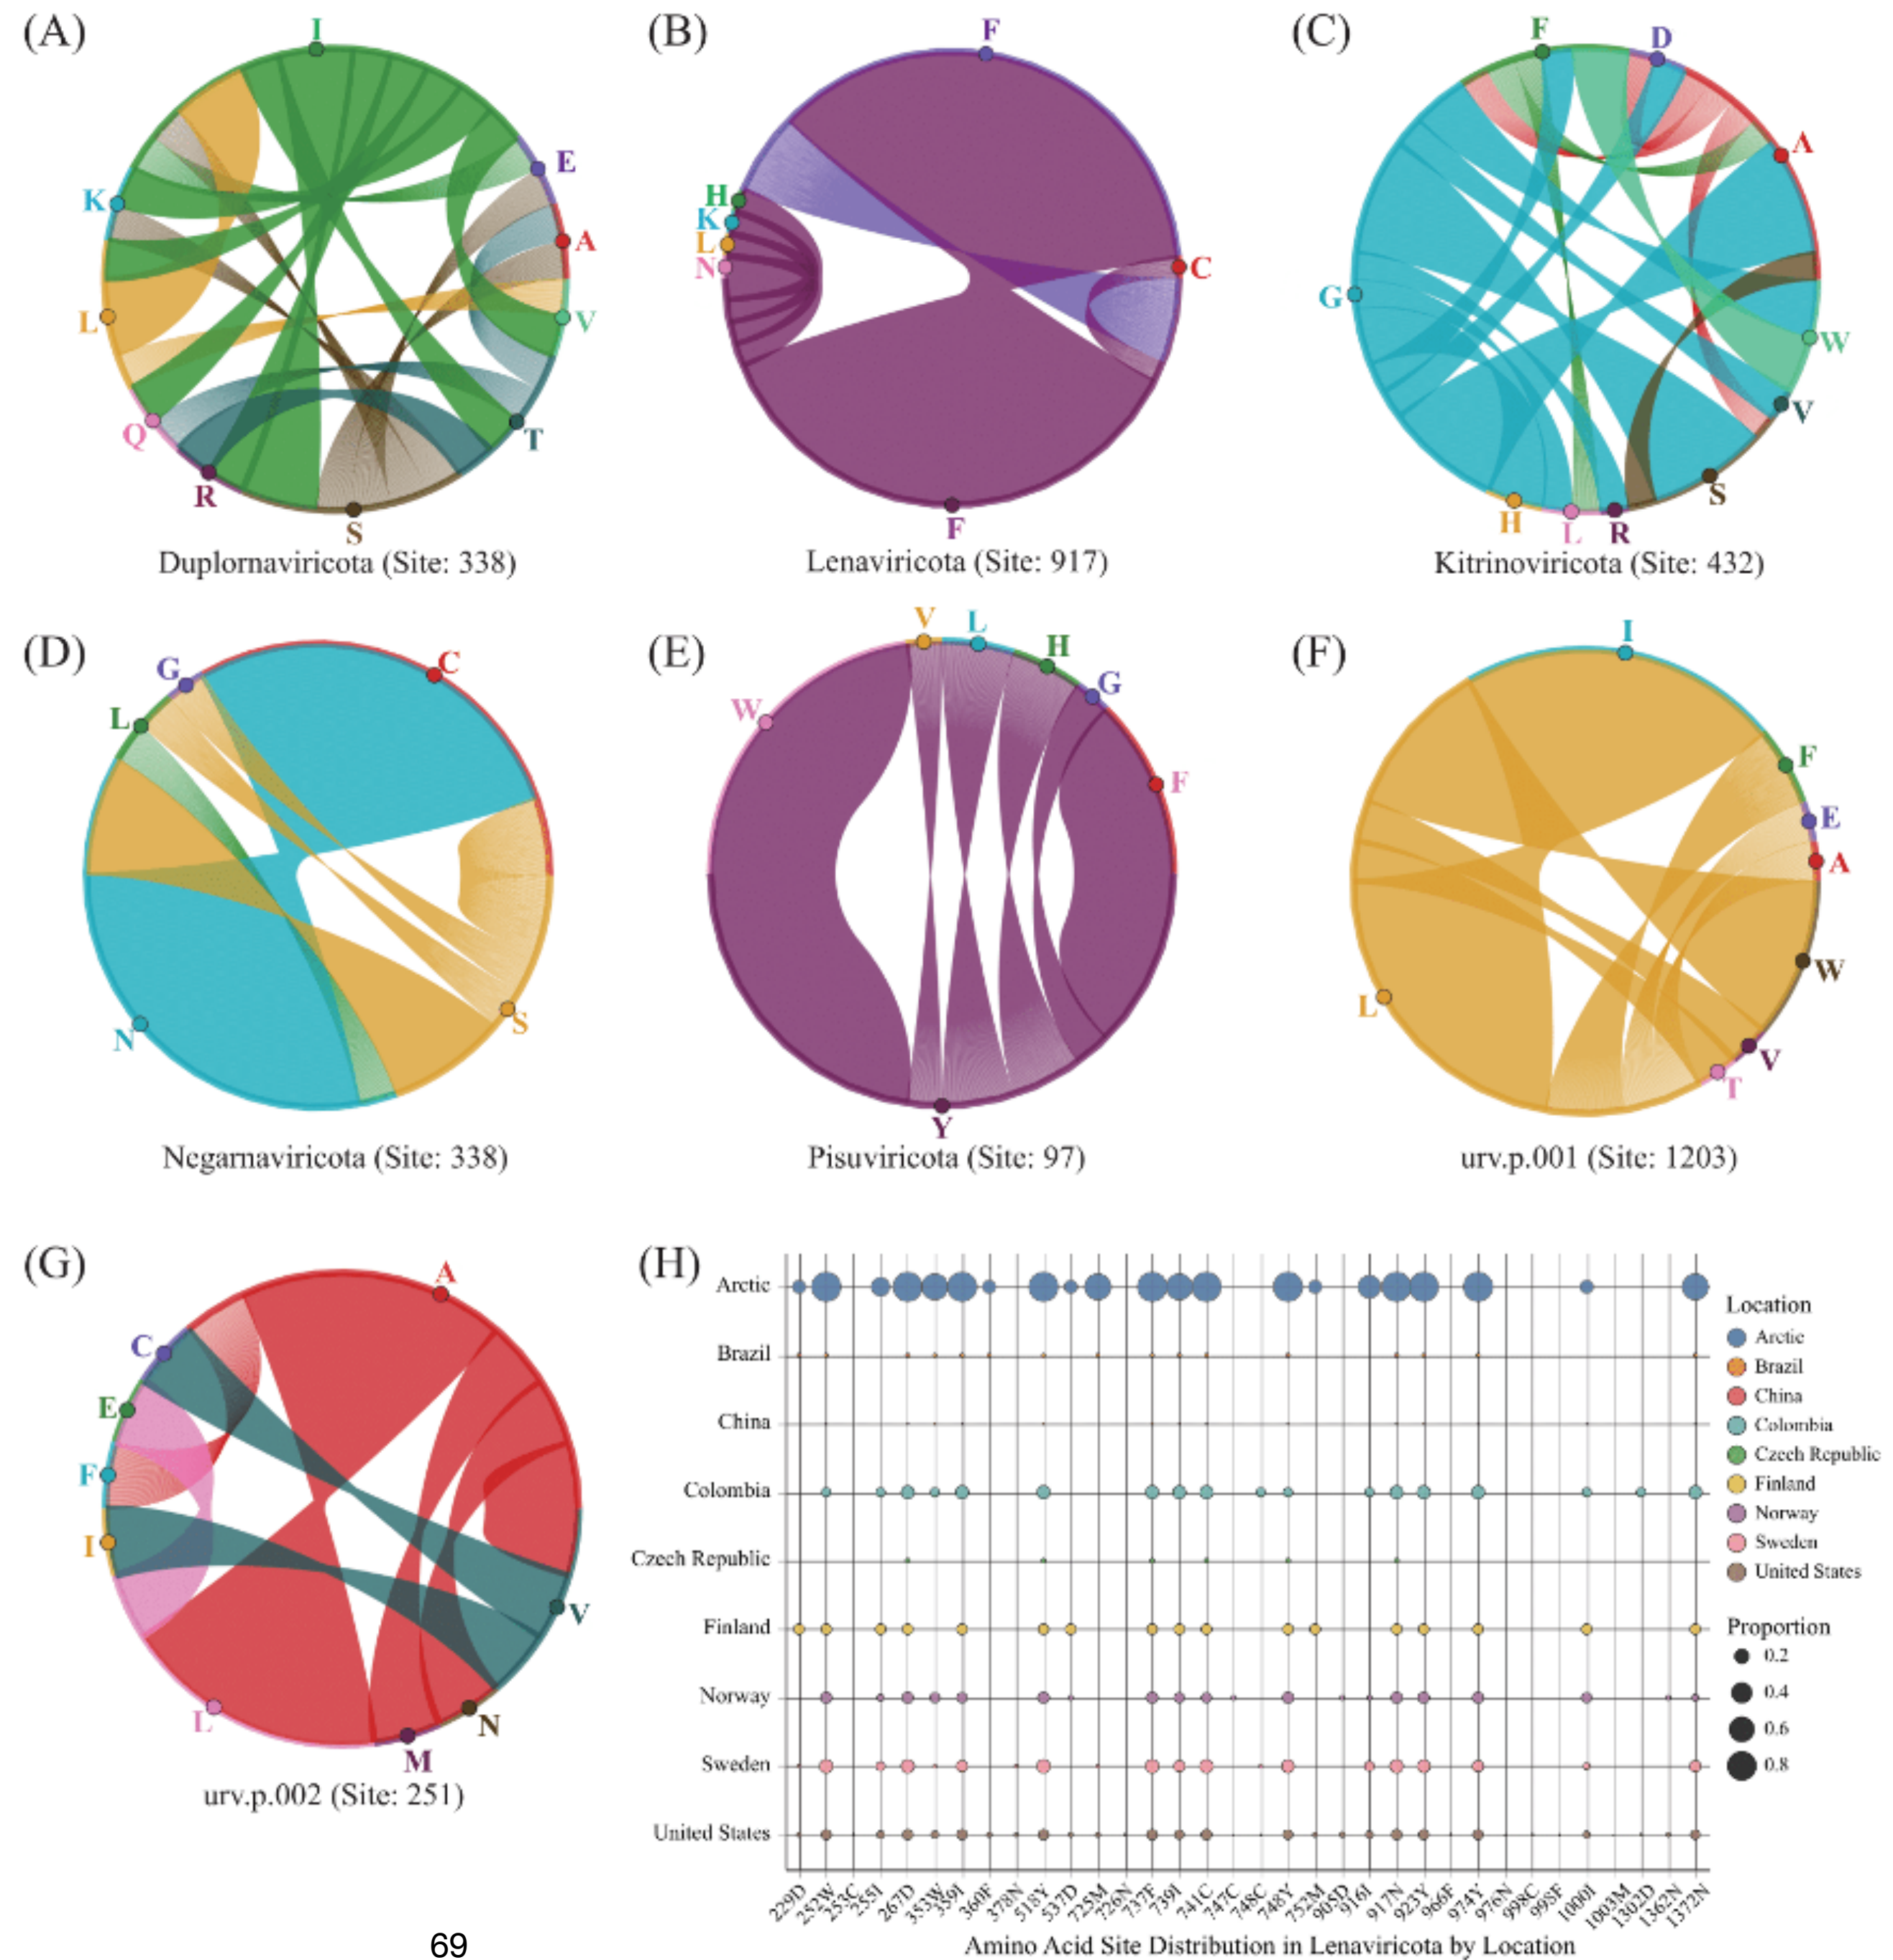 (A)
I
E
K
A
L
V
Q
T
R
S
Duplornaviricota (Site: 338)
(B)
F
H
K
L
N
C
F
Lenaviricota (Site: 917)
(C)
F
D
A
G
W
V
S
H
L
R
Kitrinoviricota (Site: 432)
(D)
G
C
L
N
S
Negarnaviricota (Site: 338)
(E)
V
L
H
G
W
F
Y
Pisuviricota (Site: 97)
(F)
I
F
E
A
W
L
V
T
urv.p.001 (Site: 1203)
(G)
A
C
E
F
I
V
L
N
M
urv.p.002 (Site: 251)
(H)
Arctic
Brazil
China
Colombia
Czech Republic
Finland
Norway
Sweden
United States
229D
252W
253C
255I
267D
353W
359I
360F
378N
518Y
537D
725M
726N
737F
739I
741C
747C
748C
748Y
752M
905D
916I
917N
923Y
966F
974Y
976N
998C
998F
1000I
1003M
1302D
1362N
1372N
Amino Acid Site Distribution in Lenaviricota by Location
Location
Arctic
Brazil
China
Colombia
Czech Republic
Finland
Norway
Sweden
United States
Proportion
0.2
0.4
0.6
0.8
69